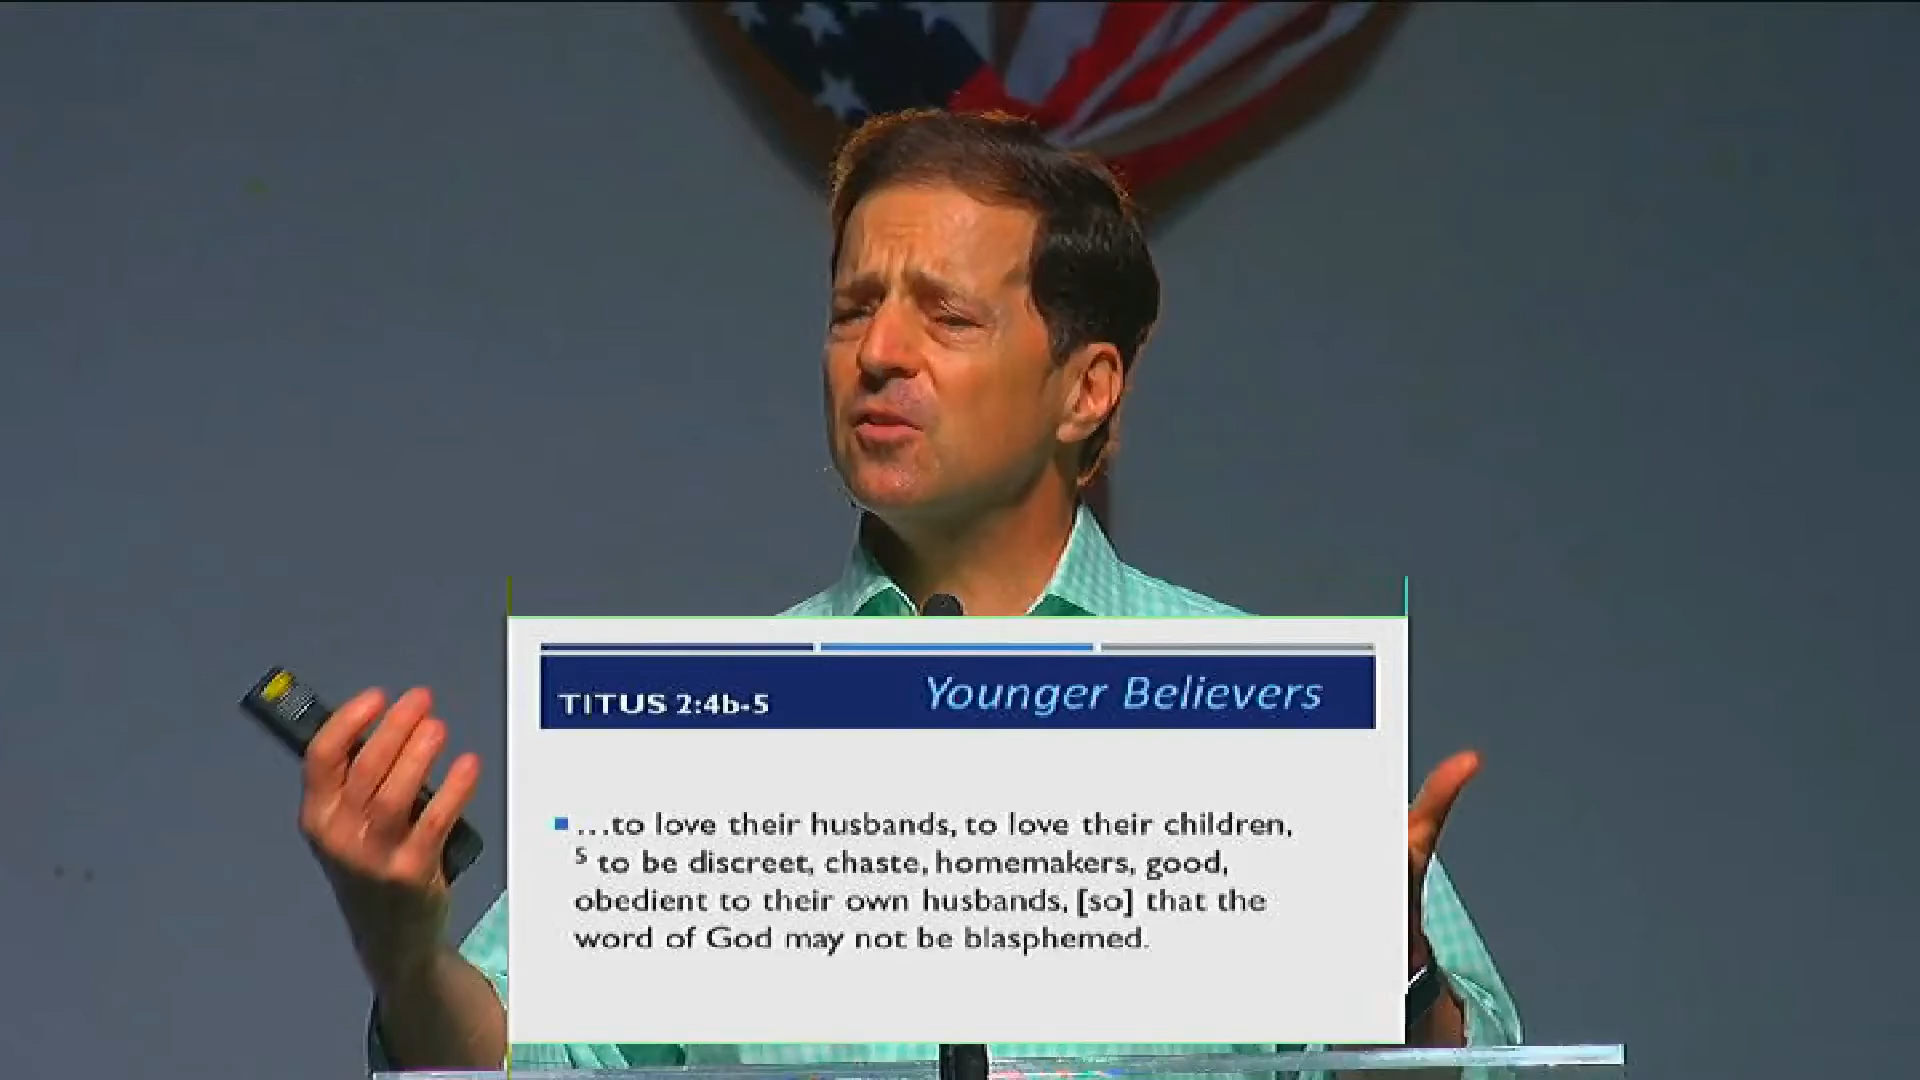 TITUS 2:4b-5 Younger Believers
...to love their husbands, to love their children,
5 to be discreet, chaste, homemakers, good,
obedient to their own husbands, [so] that the
word of God may not be blasphemed.